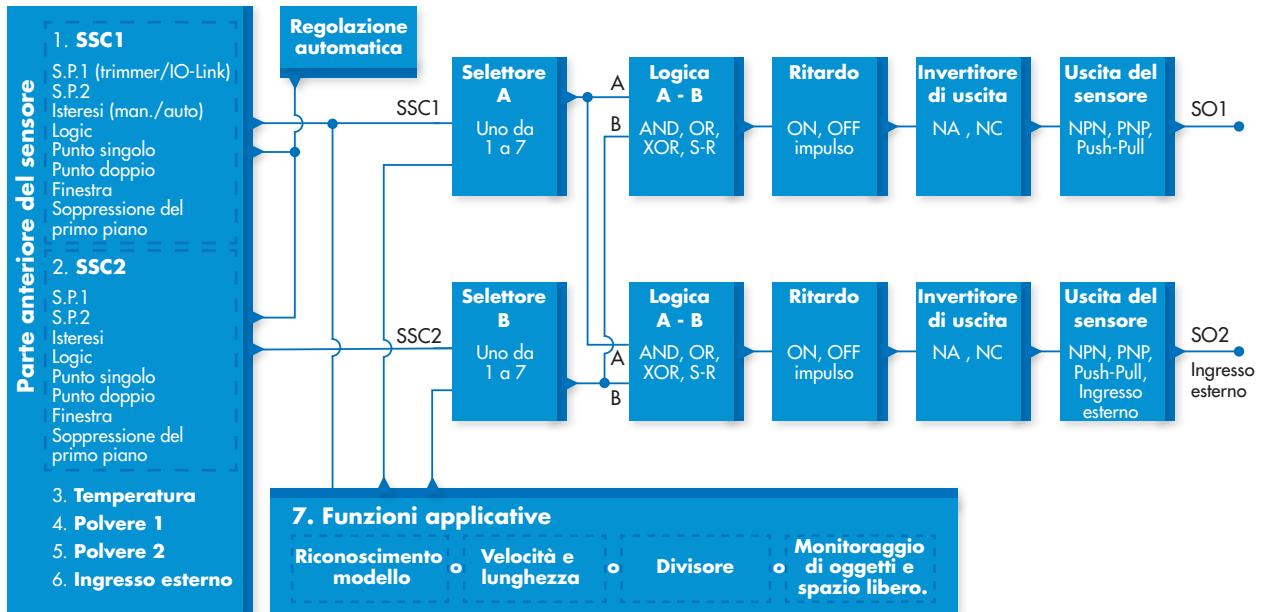 Parte anteriore del sensore
1. SSC1
S.P.1 (trimmer/IO-Link)
S.P.2
Isteresi (man./auto)
Logic
Punto singolo
Punto doppio
Finestra
Soppressione del
primo piano
2. SSC2
S.P.1
S.P.2
Isteresi
Logic
Punto singolo
Punto doppio
Finestra
Soppressione del
primo piano
3. Temperatura
4. Polvere 1
5. Polvere 2
6. Ingresso esterno
Regolazione
automatica
SSC1
Selettore
A
Uno da
1 a 7
A
B
Logica
A - B
AND, OR,
XOR, S-R
Ritardo
ON, OFF
impulso
Invertitore
di uscita
NA , NC
Uscita del
sensore
NPN, PNP,
Push-Pull
SO1
SSC2
Selettore
B
Uno da
1 a 7
A
B
Logica
A - B
AND, OR,
XOR, S-R
Ritardo
ON, OFF
impulso
Invertitore
di uscita
NA , NC
Uscita del
sensore
NPN, PNP,
Push-Pull,
Ingresso
esterno
SO2
Ingresso
esterno
7. Funzioni applicative
Riconoscimento
modello
o
Velocità e
lunghezza
o
Divisore
o
Monitoraggio
di oggetti e
spazio libero.